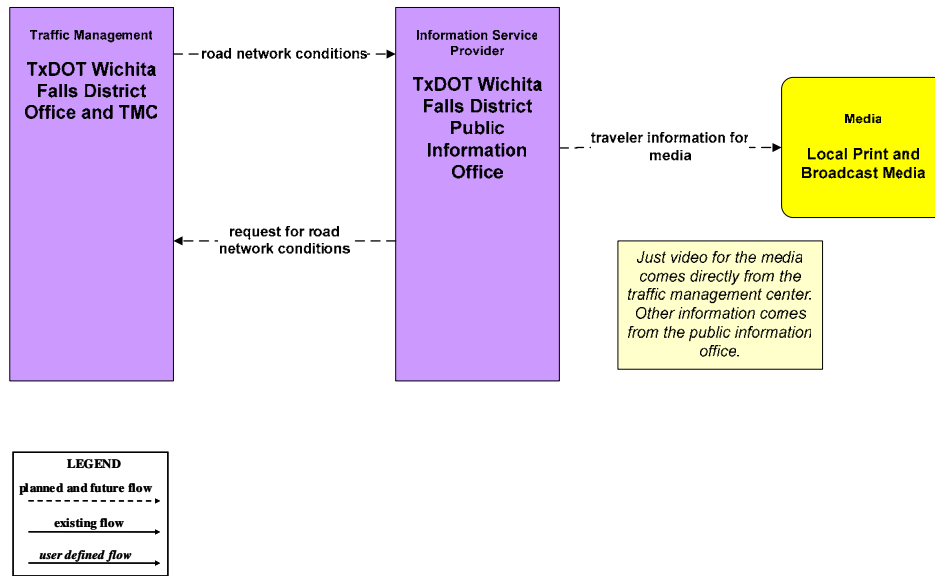 Traffic Management
TxDOT Wichita
Falls District
Office and TMC
road network conditions
Information Service
Provider
TxDOT Wichita
Falls District
Public
Information
Office
traveler information for
media
Media
Local Print and
Broadcast Media
request for road
network conditions
Just video for the media
comes directly from the
traffic management center.
Other information comes
from the public information
office.
LEGEND
planned and future flow
existing flow
user defined flow